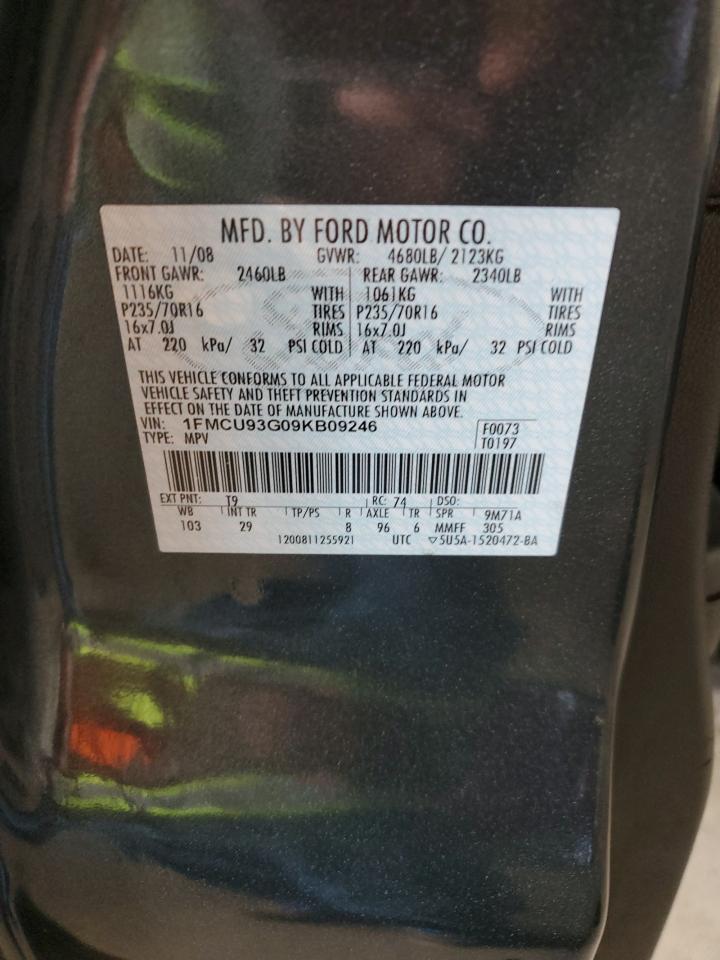 MFD. BY FORD MOTOR CO.
DATE: 11/08 GVWR: 4680LB/ 2123KG
FRONT GAWR: 2460LB REAR GAWR: 2340LB
1116KG WITH 1061KG WITH
P235/70R16 TIRES P235/70R16 TIRES
16x7.0J RIMS 16x7.0J RIMS
AT 220 kPa/ 32 PSI COLD AT 220 kPa/ 32 PSI COLD
THIS VEHICLE CONFORMS TO ALL APPLICABLE FEDERAL MOTOR
VEHICLE SAFETY AND THEFT PREVENTION STANDARDS IN
EFFECT ON THE DATE OF MANUFACTURE SHOWN ABOVE.
VIN: 1FMCU93G09KB09246 F0073
TYPE: MPV T0197
EXT PNT: T9 RC: 74 DSO:
WB INT TR TP/PS R AXLE TR SPR 9M71A
103 29 8 96 6 MMFF 305
1200811255921 UTC ▽5U5A-1520472-BA